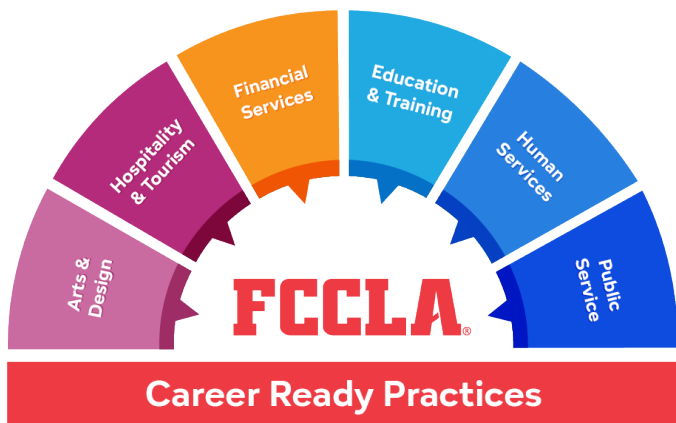 Arts &
Design
Hospitality
& Tourism
Financial
Services
Education
& Training
Human
Services
Public
Service
FCCLA®
Career Ready Practices